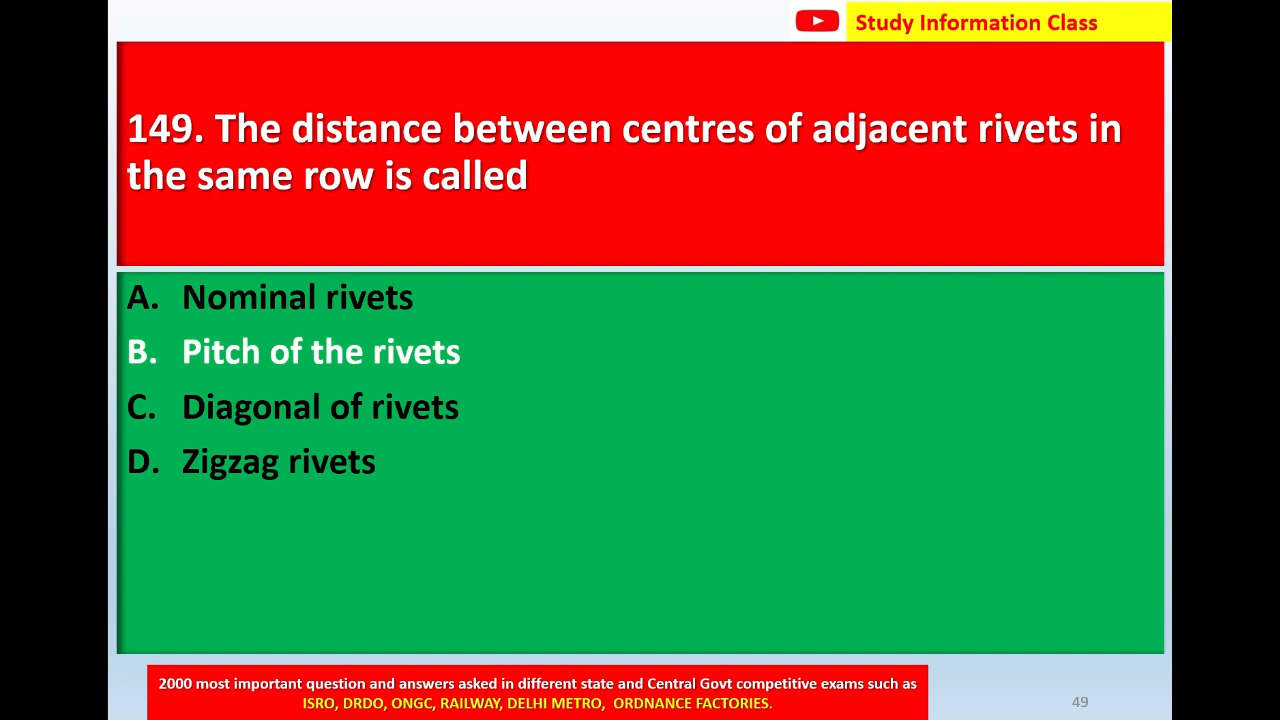 Study Information Class
149. The distance between centres of adjacent rivets in
the same row is called
A. Nominal rivets
B. Pitch of the rivets
C. Diagonal of rivets
D. Zigzag rivets
2000 most important question and answers asked in different state and Central Govt competitive exams such as
ISRO, DRDO, ONGC, RAILWAY, DELHI METRO, ORDNANCE FACTORIES.
49